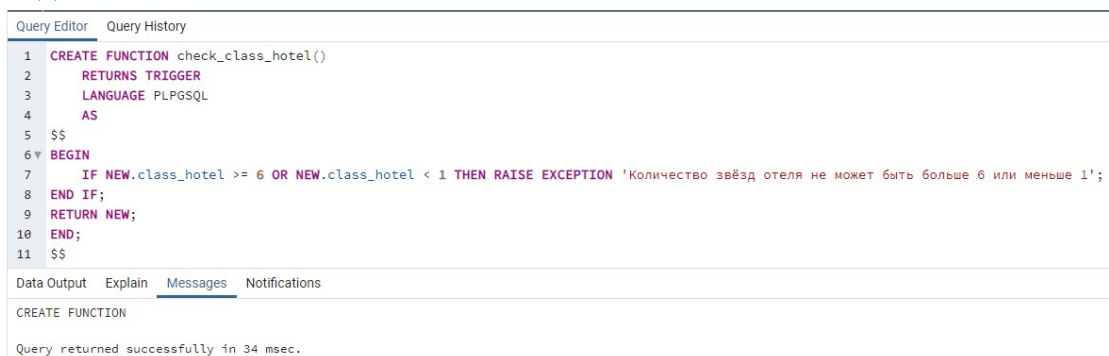 Query Editor Query History
1 CREATE FUNCTION check_class_hotel()
2 RETURNS TRIGGER
3 LANGUAGE PLPGSQL
4 AS
5 $$
6 BEGIN
7 IF NEW.class_hotel >= 6 OR NEW.class_hotel < 1 THEN RAISE EXCEPTION 'Количество звёзд отеля не может быть больше 6 или меньше 1';
8 END IF;
9 RETURN NEW;
10 END;
11 $$
Data Output Explain Messages Notifications
CREATE FUNCTION
Query returned successfully in 34 msec.